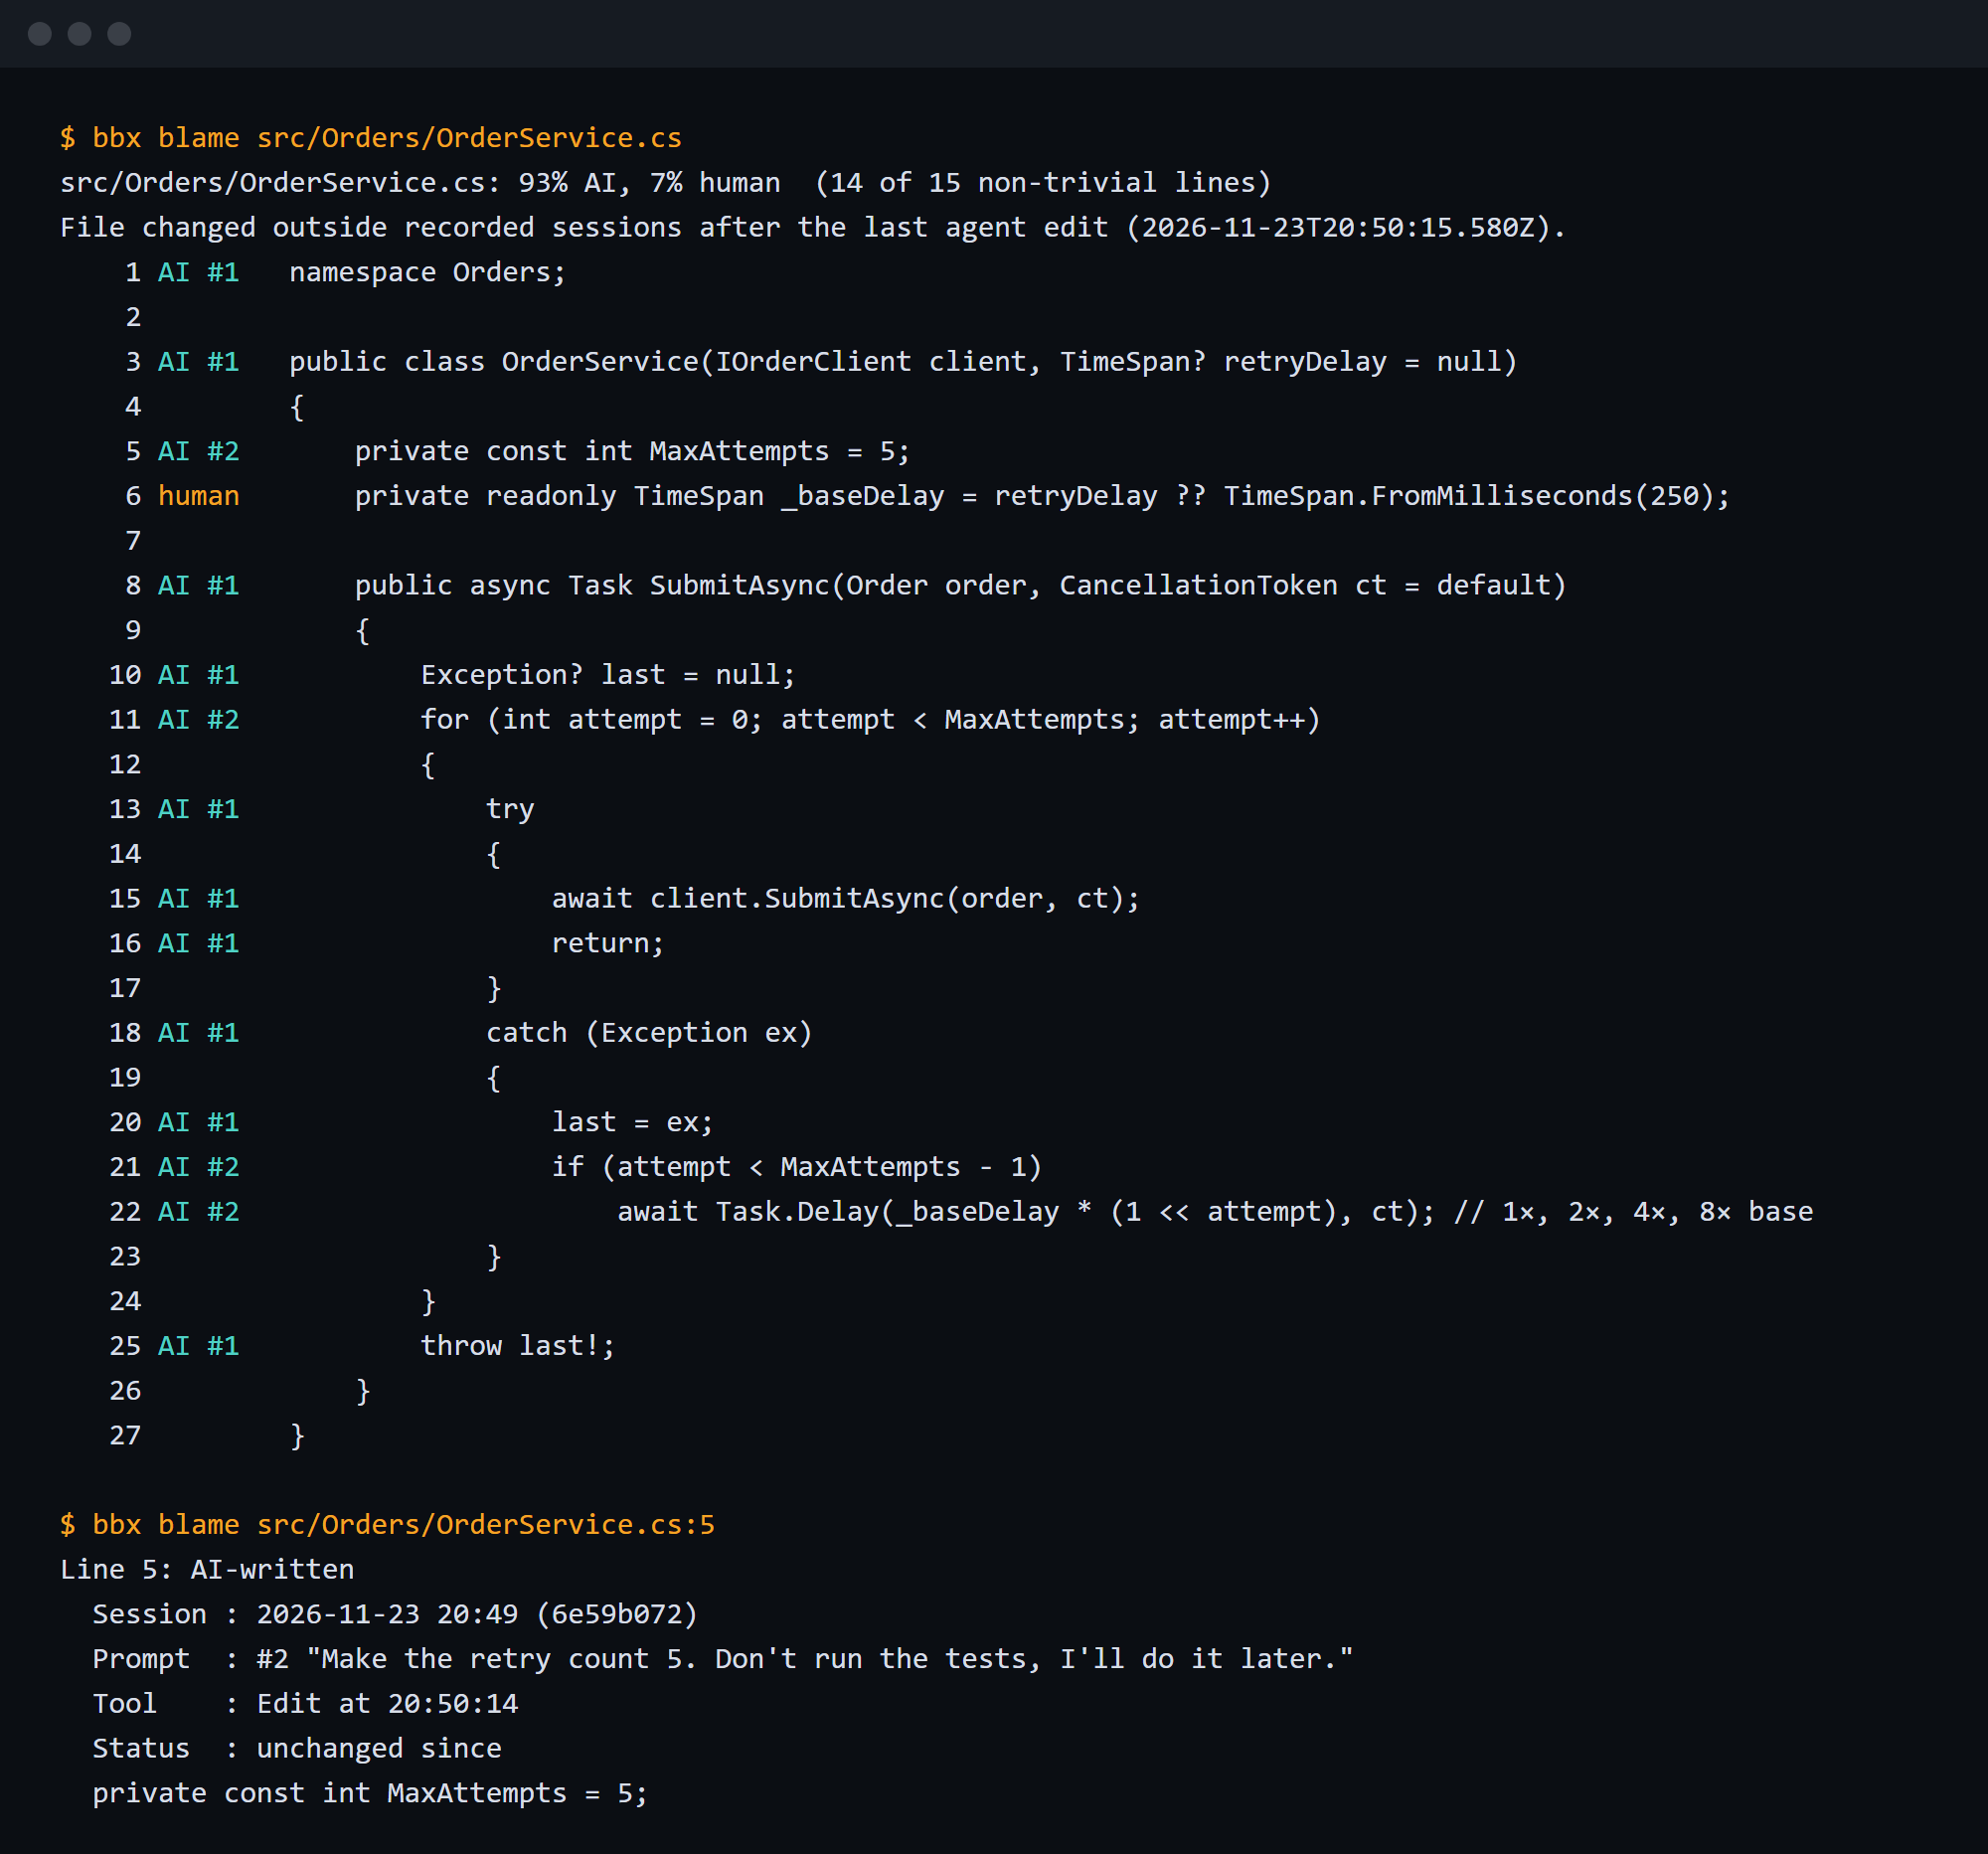 $ bbx blame src/Orders/OrderService.cs
src/Orders/OrderService.cs: 93% AI, 7% human  (14 of 15 non-trivial lines)
File changed outside recorded sessions after the last agent edit (2026-11-23T20:50:15.580Z).
    1 AI #1   namespace Orders;
    2
    3 AI #1   public class OrderService(IOrderClient client, TimeSpan? retryDelay = null)
    4         {
    5 AI #2       private const int MaxAttempts = 5;
    6 human       private readonly TimeSpan _baseDelay = retryDelay ?? TimeSpan.FromMilliseconds(250);
    7
    8 AI #1       public async Task SubmitAsync(Order order, CancellationToken ct = default)
    9             {
   10 AI #1           Exception? last = null;
   11 AI #2           for (int attempt = 0; attempt < MaxAttempts; attempt++)
   12                 {
   13 AI #1               try
   14                     {
   15 AI #1                   await client.SubmitAsync(order, ct);
   16 AI #1                   return;
   17                     }
   18 AI #1               catch (Exception ex)
   19                     {
   20 AI #1                   last = ex;
   21 AI #2                   if (attempt < MaxAttempts - 1)
   22 AI #2                       await Task.Delay(_baseDelay * (1 << attempt), ct); // 1×, 2×, 4×, 8× base
   23                     }
   24                 }
   25 AI #1           throw last!;
   26             }
   27         }

$ bbx blame src/Orders/OrderService.cs:5
Line 5: AI-written
  Session : 2026-11-23 20:49 (6e59b072)
  Prompt  : #2 "Make the retry count 5. Don't run the tests, I'll do it later."
  Tool    : Edit at 20:50:14
  Status  : unchanged since
  private const int MaxAttempts = 5;